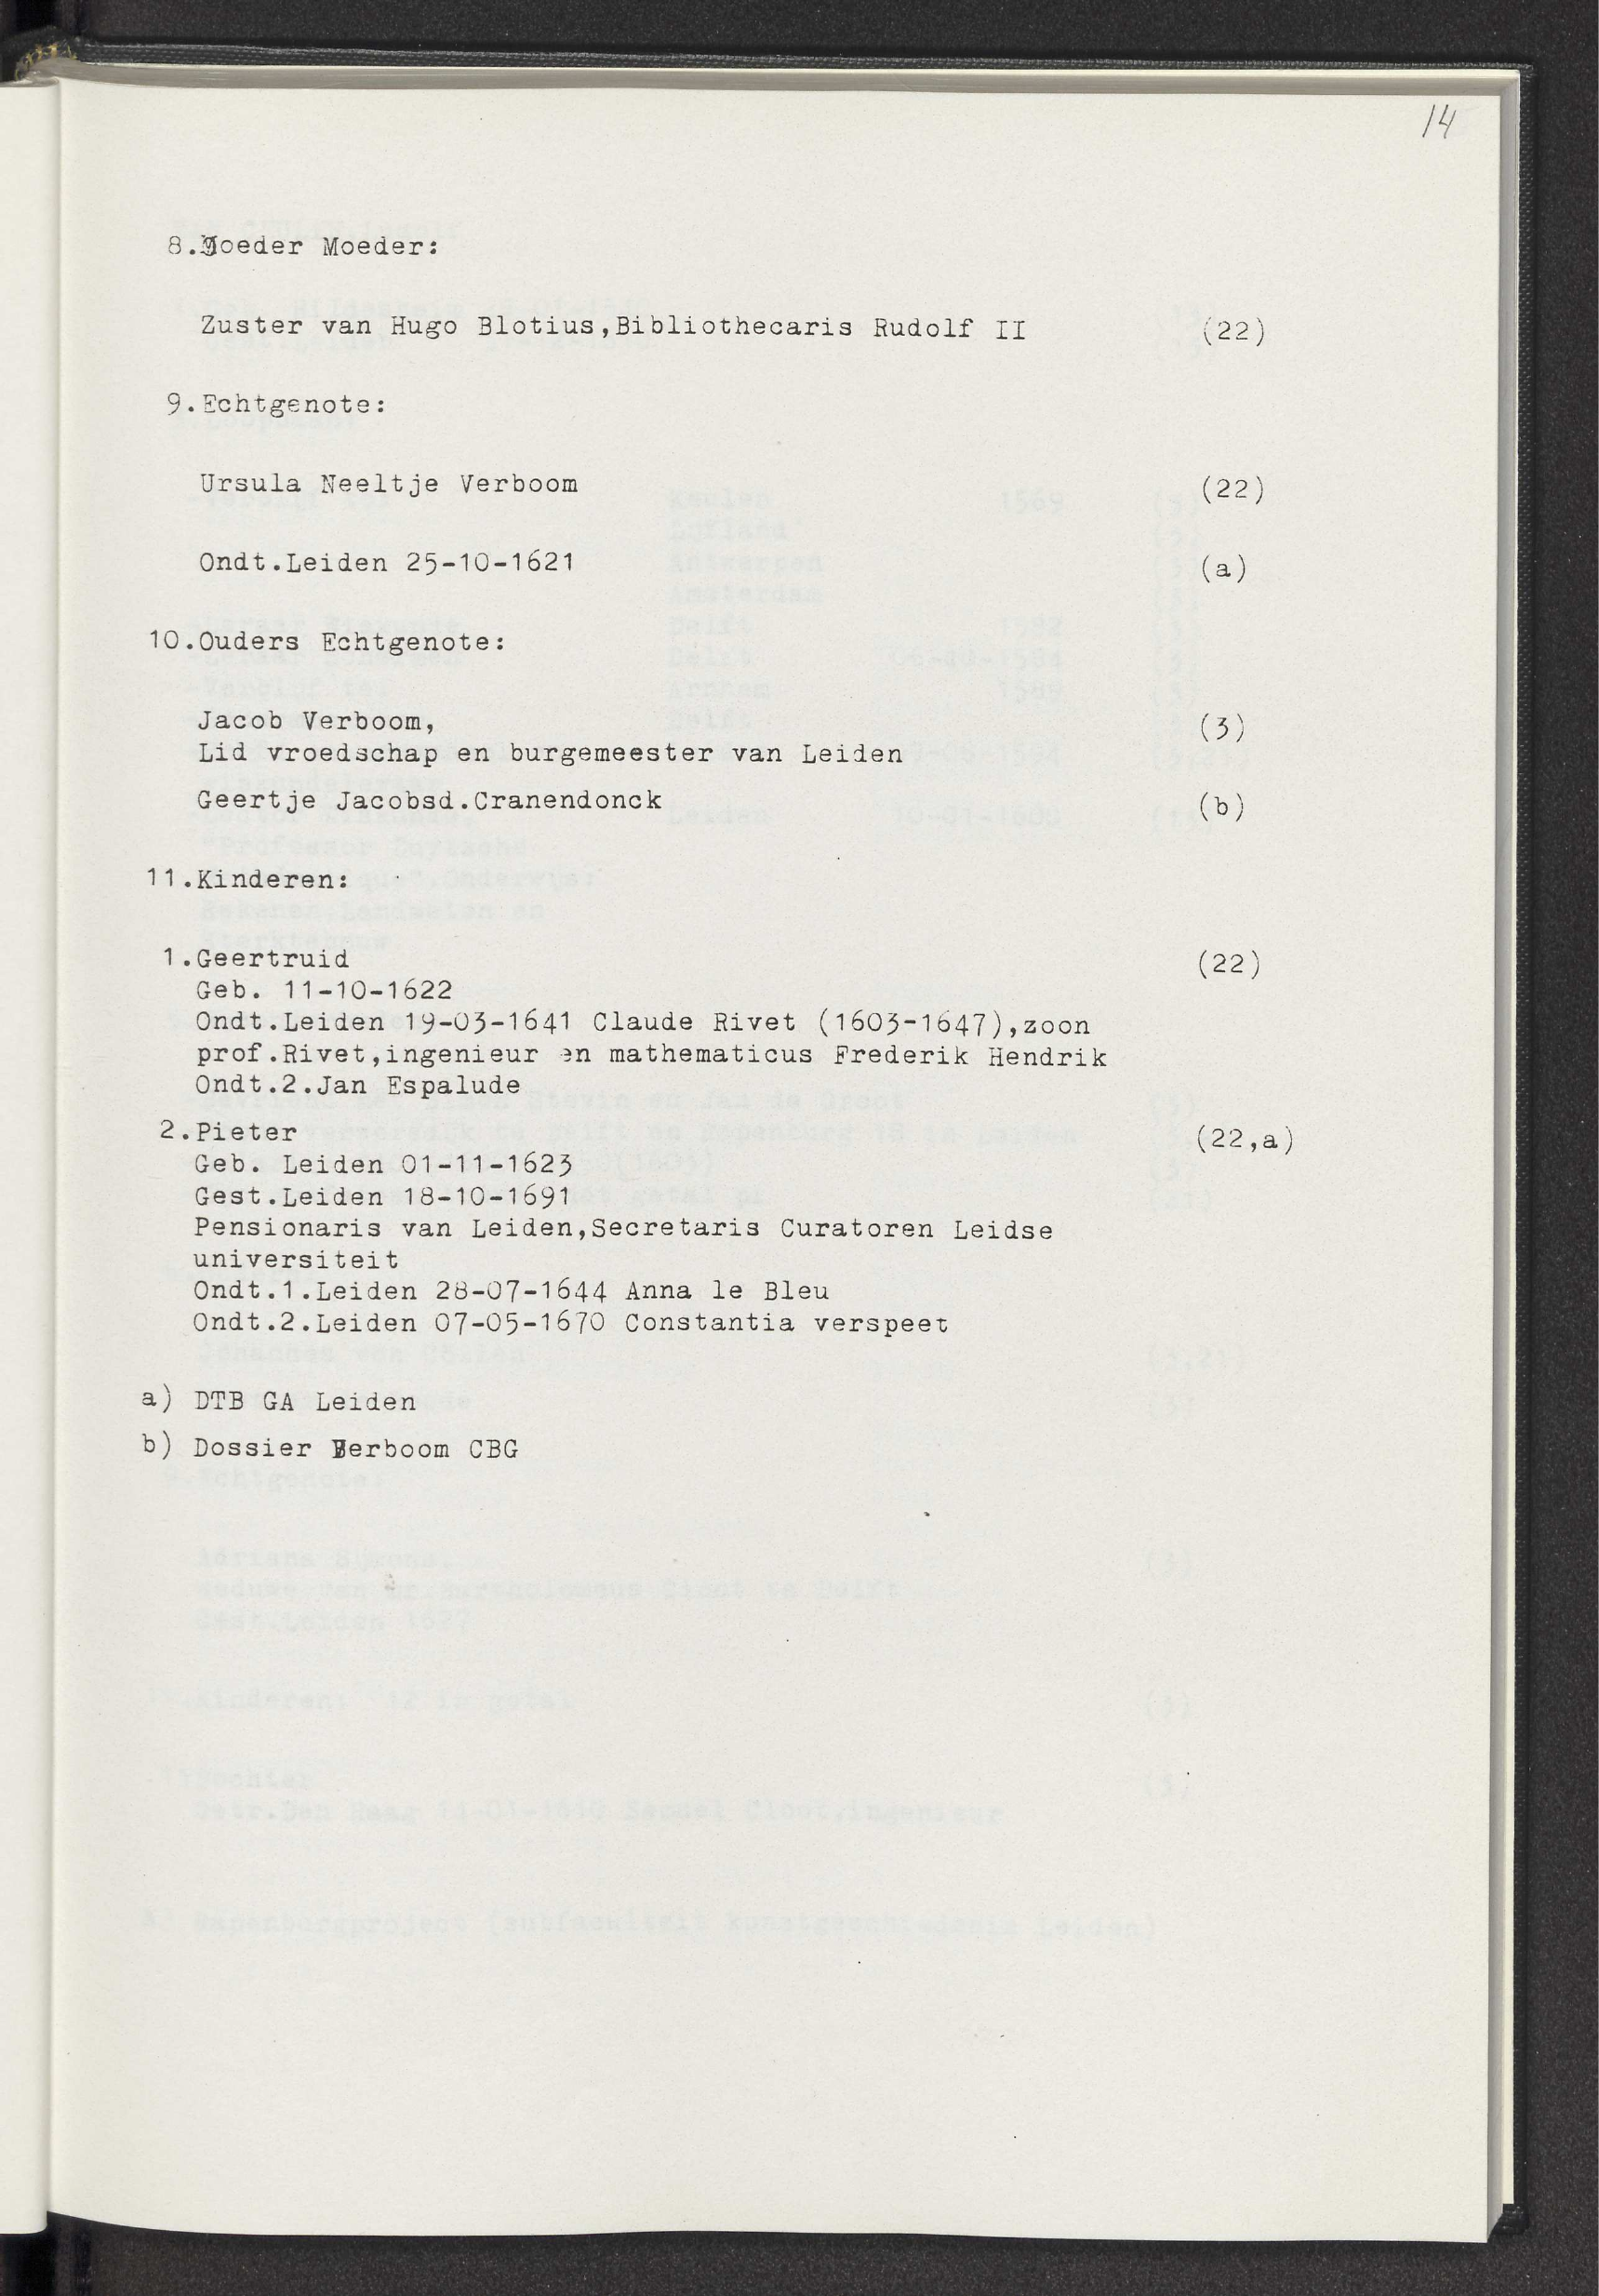 14
8.Moeder Moeder:
Zuster van Hugo Blotius,Bibliothecaris Rudolf II (22)
9.Echtgenote:
Ursula Neeltje Verboom (22)
Ondt.Leiden 25-10-1621 (a)
10.Ouders Echtgenote:
Jacob Verboom, (3)
Lid vroedschap en burgemeester van Leiden
Geertje Jacobsd.Cranendonck (b)
11.Kinderen:
1.Geertruid (22)
Geb. 11-10-1622
Ondt.Leiden 19-03-1641 Claude Rivet (1603-1647),zoon
prof.Rivet,ingenieur en mathematicus Frederik Hendrik
Ondt.2.Jan Espalude
2.Pieter (22,a)
Geb. Leiden 01-11-1623
Gest.Leiden 18-10-1691
Pensionaris van Leiden,Secretaris Curatoren Leidse
universiteit
Ondt.1.Leiden 28-07-1644 Anna le Bleu
Ondt.2.Leiden 07-05-1670 Constantia verspeet
a) DTB GA Leiden
b) Dossier Verboom CBG